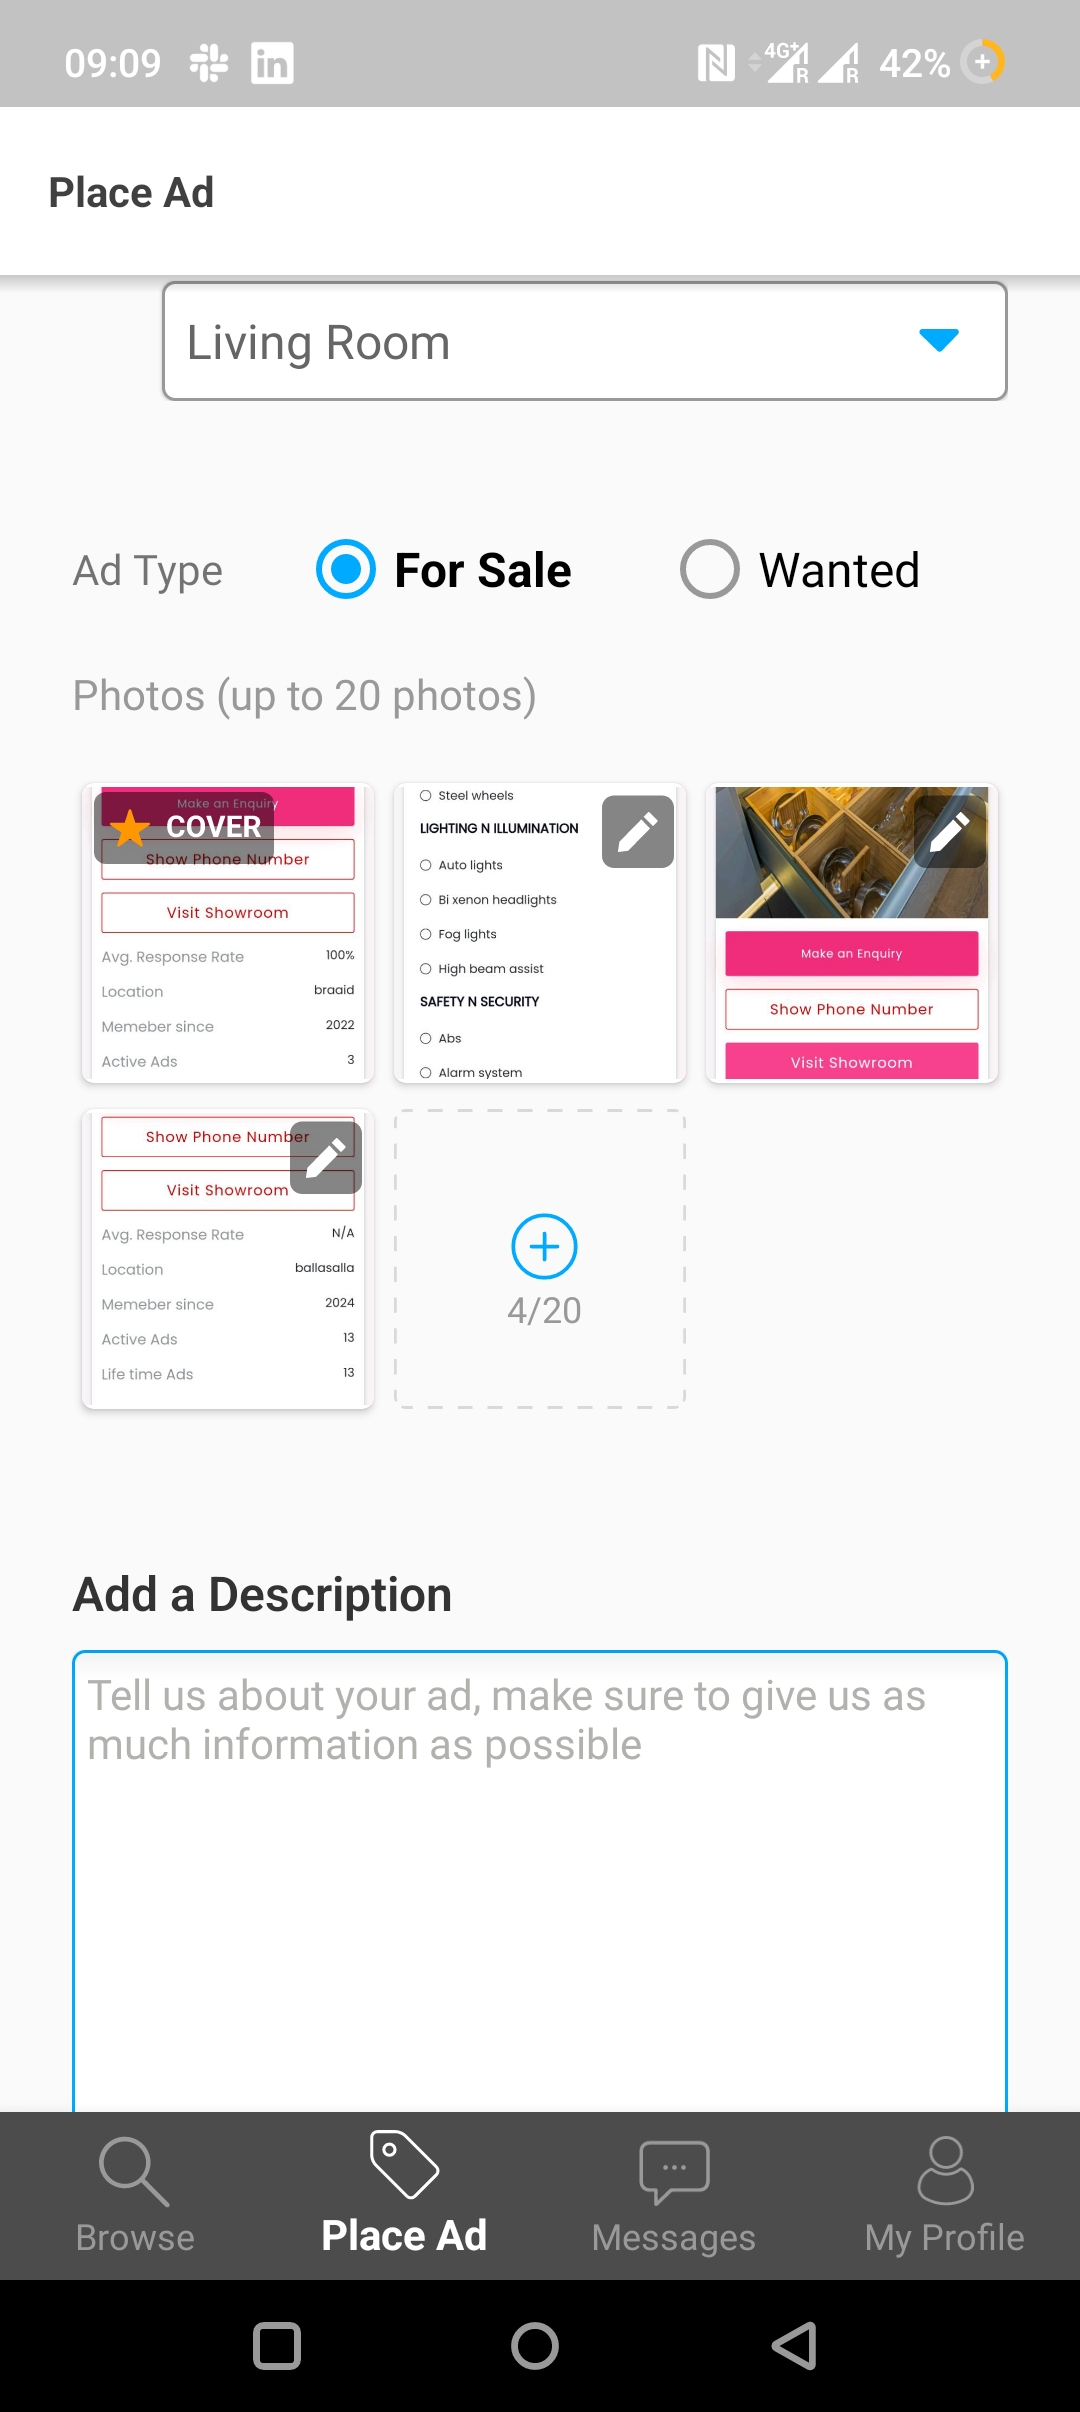 09:09
4G+ R R 42%
Place Ad
Living Room
Ad Type For Sale Wanted
Photos (up to 20 photos)
Make an Enquiry
COVER
Show Phone Number
Visit Showroom
Avg. Response Rate 100%
Location braaid
Memeber since 2022
Active Ads 3
Steel wheels
LIGHTING N ILLUMINATION
Auto lights
Bi xenon headlights
Fog lights
High beam assist
SAFETY N SECURITY
Abs
Alarm system
Make an Enquiry
Show Phone Number
Visit Showroom
Show Phone Number
Visit Showroom
Avg. Response Rate N/A
Location ballasalla
Memeber since 2024
Active Ads 13
Life time Ads 13
4/20
Add a Description
Tell us about your ad, make sure to give us as
much information as possible
Browse Place Ad Messages My Profile